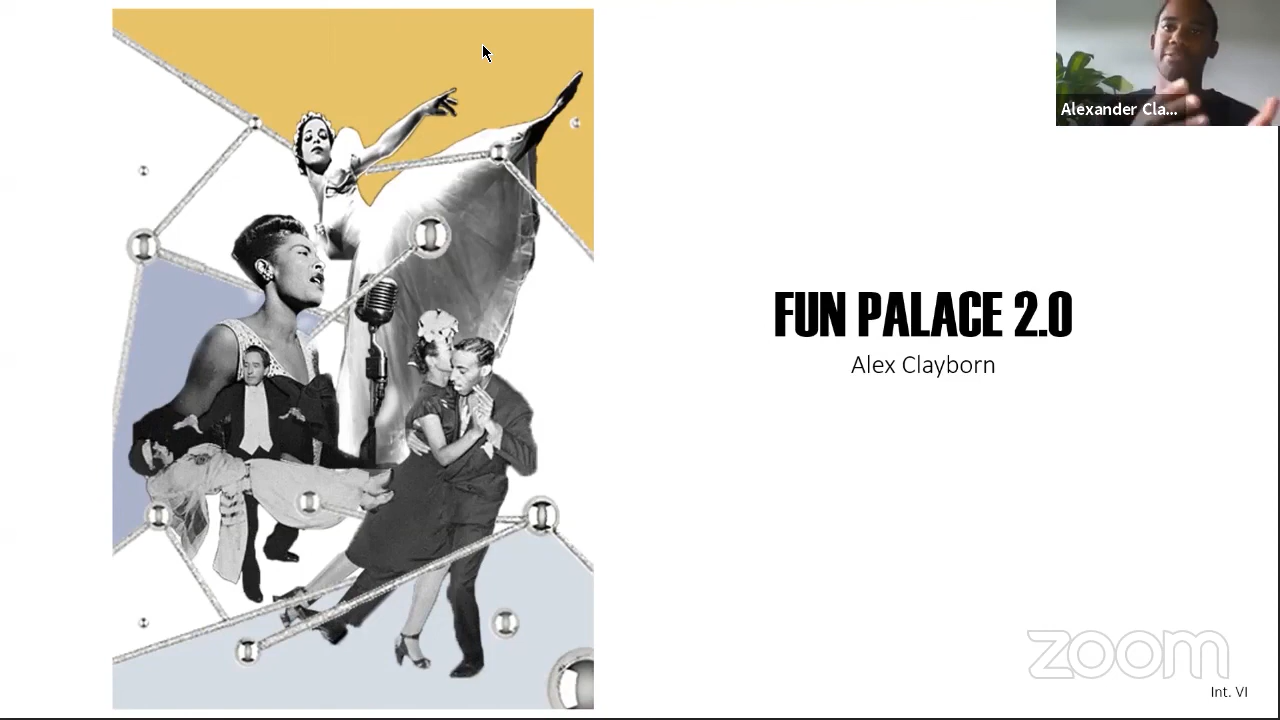 Alexander Cla...
FUN PALACE 2.0
Alex Clayborn
zoom
Int. VI